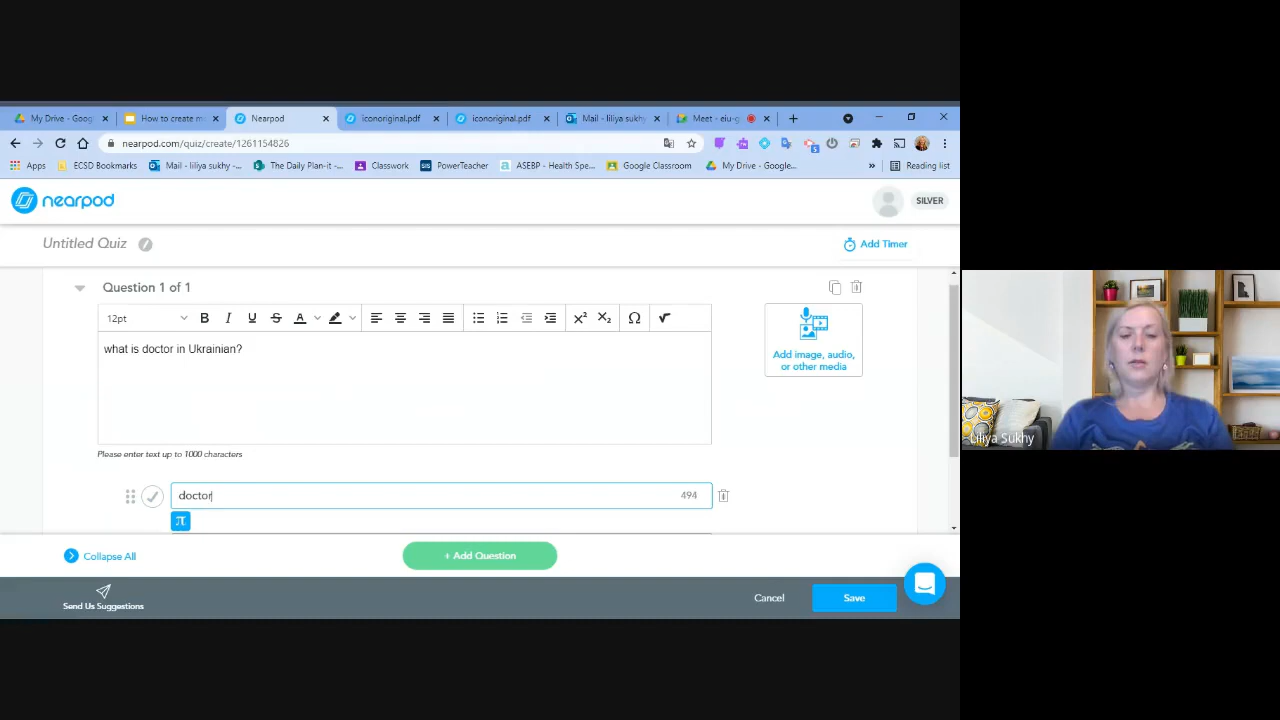 My Drive - Goog
How to create m
Nearpod
iconoriginal.pdf
iconoriginal.pdf
Mail - liliya sukhy
Meet - eiu-g
nearpod.com/quiz/create/1261154826
5
Apps
ECSD Bookmarks
Mail - liliya sukhy -...
The Daily Plan-it -...
Classwork
SIS
PowerTeacher
a
ASEBP - Health Spe...
Google Classroom
My Drive - Google...
»
Reading list
nearpod
SILVER
Untitled Quiz
Add Timer
Question 1 of 1
12pt
B I U S A
X² X₂ Ω √
what is doctor in Ukrainian?
Add image, audio,
or other media
Please enter text up to 1000 characters
doctor
494
π
Collapse All
+ Add Question
Send Us Suggestions
Cancel
Save
Liliya Sukhy